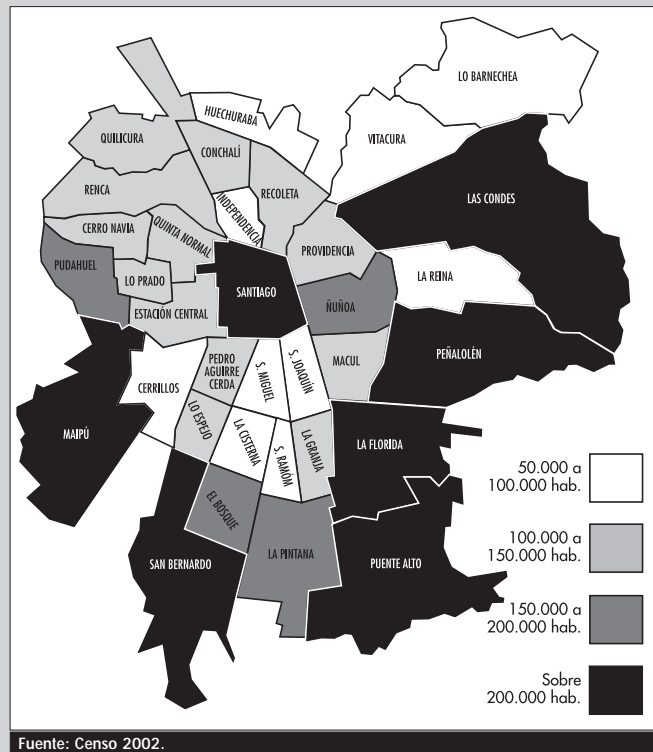 LO BARNECHEA
HUECHURABA
VITACURA
QUILICURA
CONCHALÍ
LAS CONDES
RENCA
RECOLETA
INDEPENDENCIA
CERRO NAVIA
QUINTA NORMAL
PROVIDENCIA
PUDAHUEL
LO PRADO
LA REINA
SANTIAGO
ÑUÑOA
ESTACIÓN CENTRAL
PEÑALOLÉN
PEDRO
AGUIRRE
CERDA
S. MIGUEL
S. JOAQUÍN
MACUL
CERRILLOS
LO ESPEJO
MAIPÚ
LA CISTERNA
S. RAMÓM
LA GRANJA
LA FLORIDA
EL BOSQUE
LA PINTANA
SAN BERNARDO
PUENTE ALTO
50.000 a
100.000 hab.
100.000 a
150.000 hab.
150.000 a
200.000 hab.
Sobre
200.000 hab.
Fuente: Censo 2002.